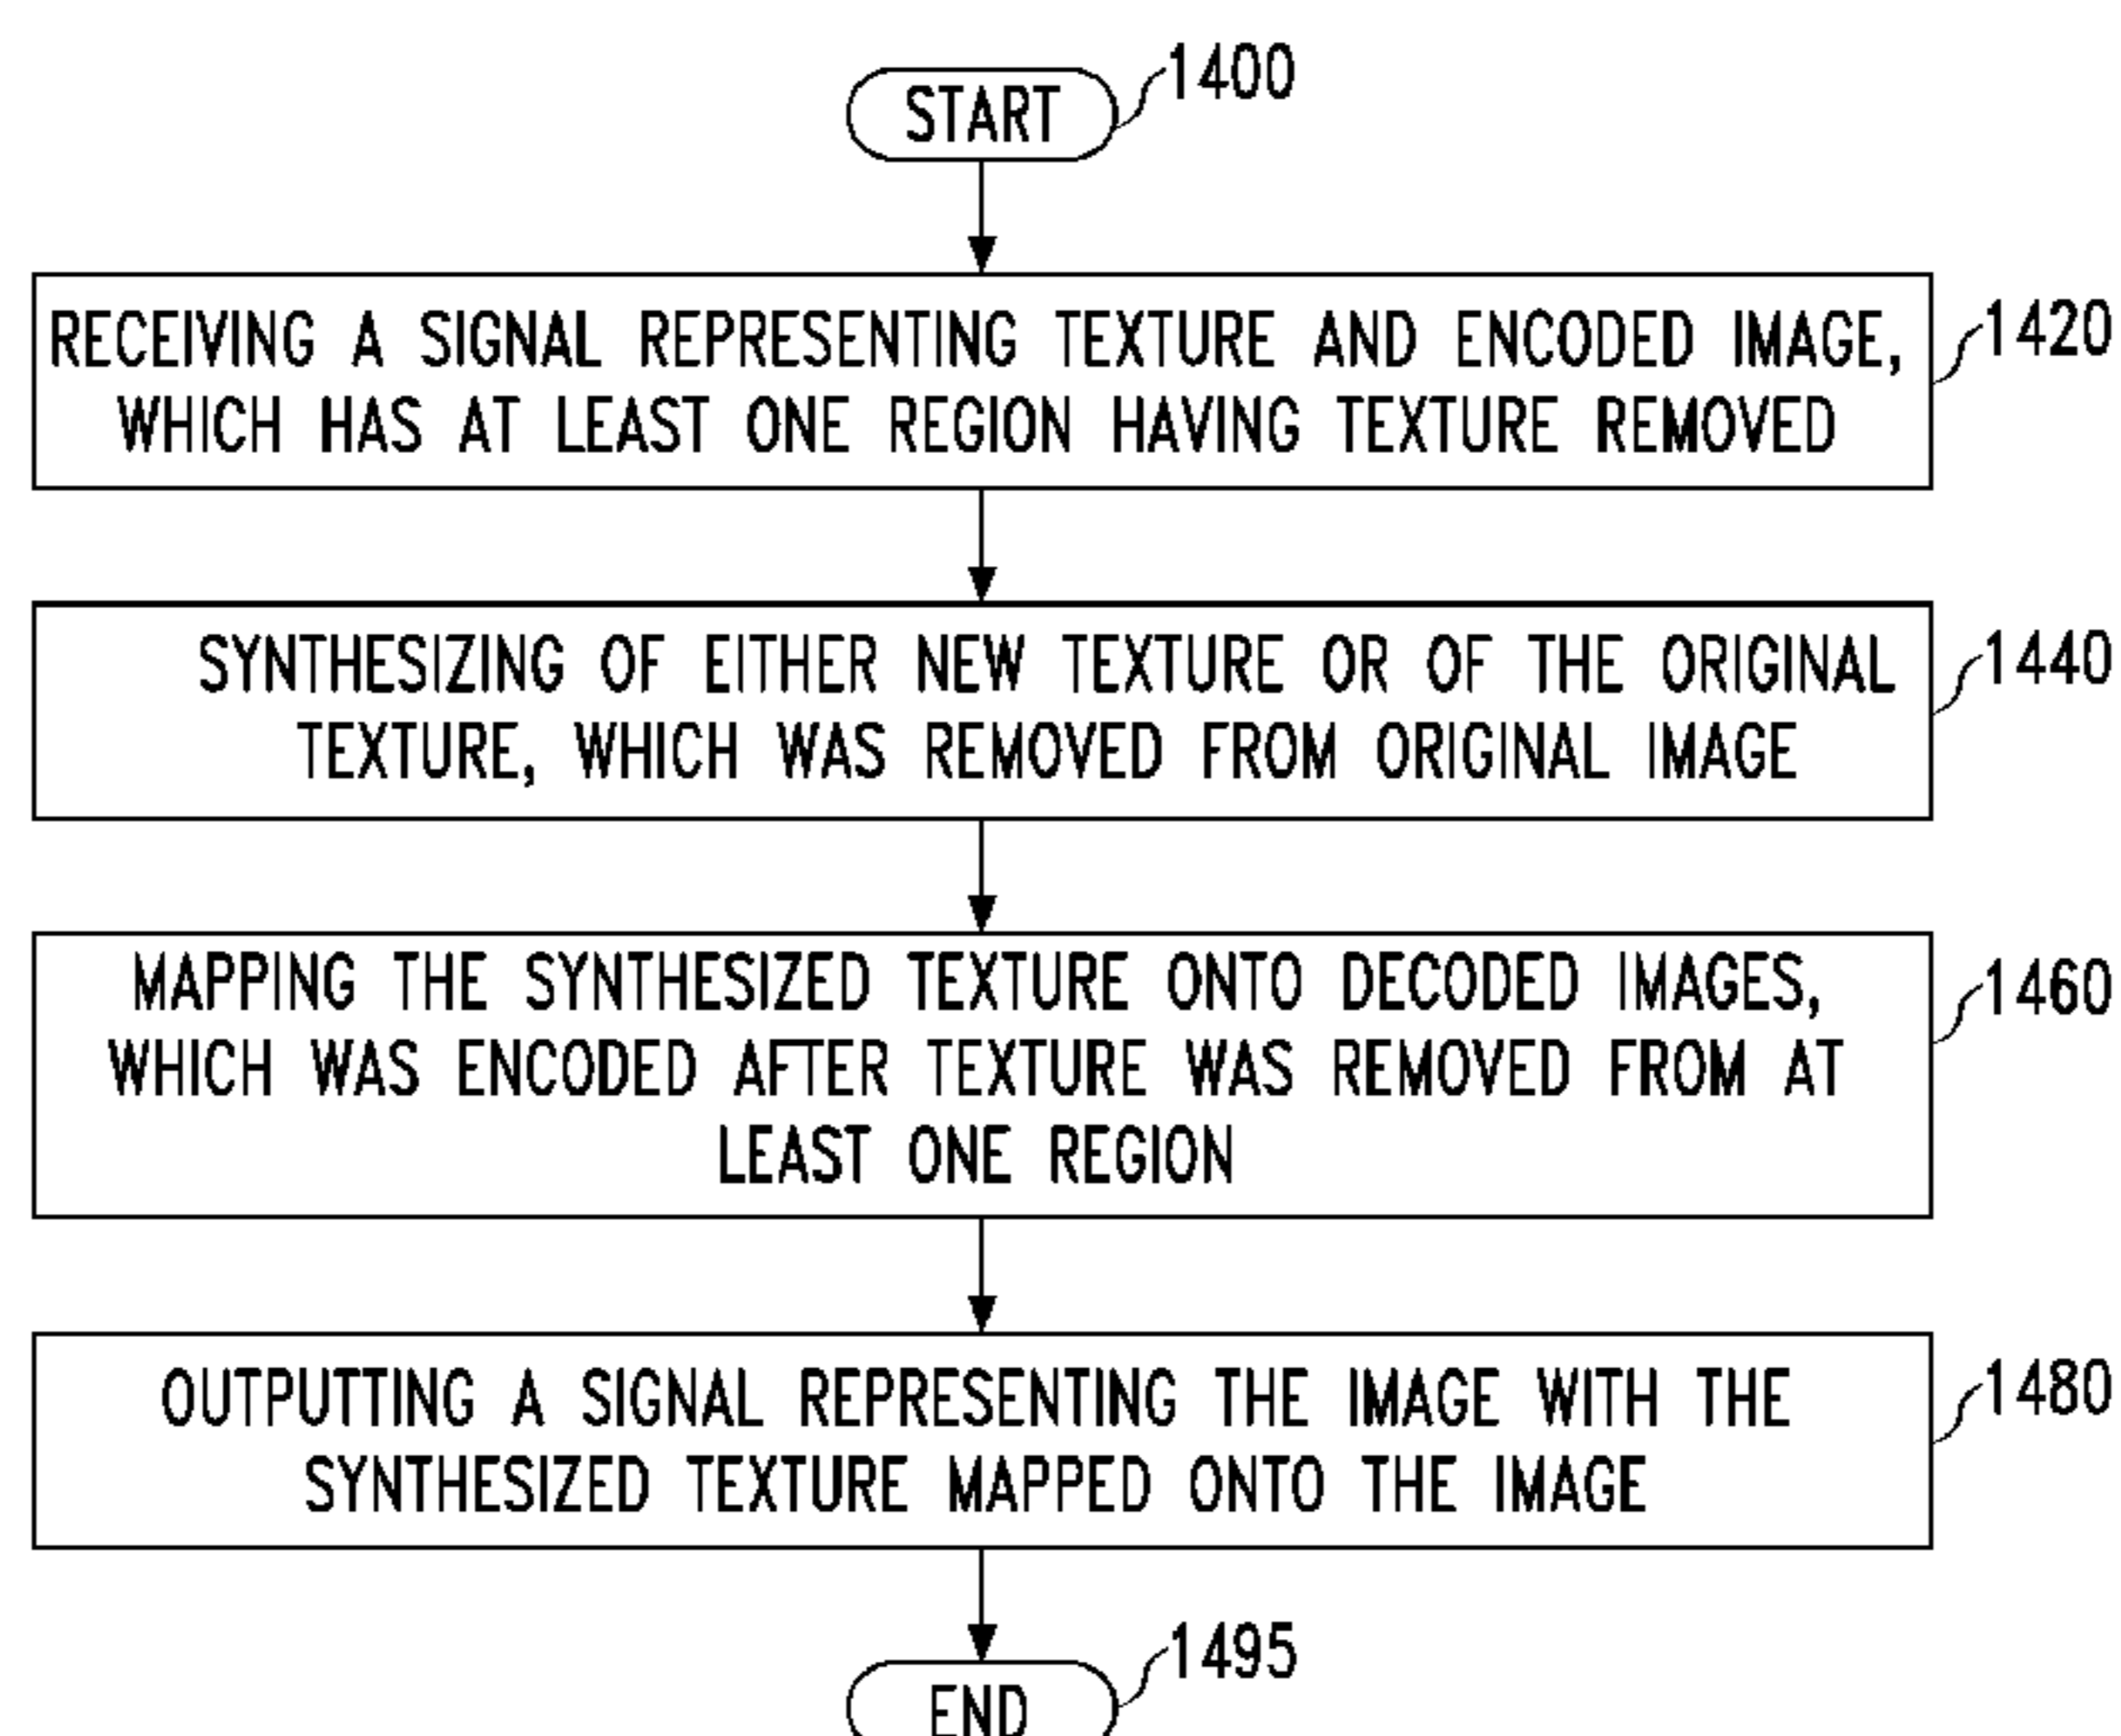 START
1400
RECEIVING A SIGNAL REPRESENTING TEXTURE AND ENCODED IMAGE,
WHICH HAS AT LEAST ONE REGION HAVING TEXTURE REMOVED
1420
SYNTHESIZING OF EITHER NEW TEXTURE OR OF THE ORIGINAL
TEXTURE, WHICH WAS REMOVED FROM ORIGINAL IMAGE
1440
MAPPING THE SYNTHESIZED TEXTURE ONTO DECODED IMAGES,
WHICH WAS ENCODED AFTER TEXTURE WAS REMOVED FROM AT
LEAST ONE REGION
1460
OUTPUTTING A SIGNAL REPRESENTING THE IMAGE WITH THE
SYNTHESIZED TEXTURE MAPPED ONTO THE IMAGE
1480
END
1495